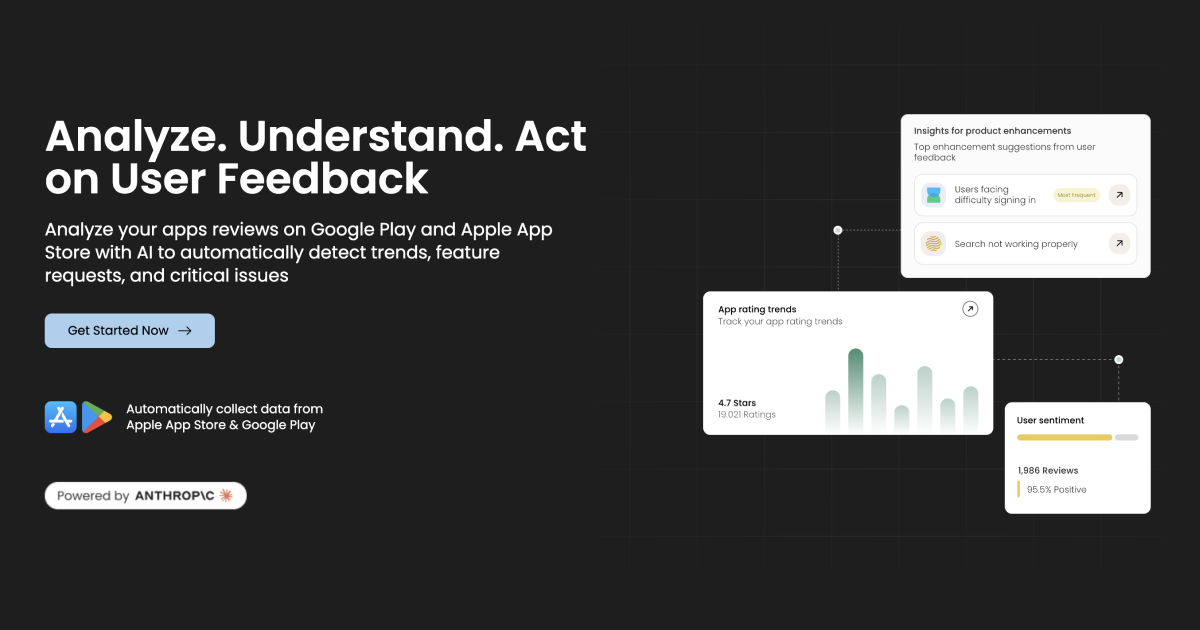 Analyze. Understand. Act
on User Feedback
Analyze your apps reviews on Google Play and Apple App
Store with AI to automatically detect trends, feature
requests, and critical issues
Get Started Now
Automatically collect data from
Apple App Store & Google Play
Powered by ANTHROP\C
Insights for product enhancements
Top enhancement suggestions from user
feedback
Users facing
difficulty signing in
Most Frequent
Search not working properly
App rating trends
Track your app rating trends
4.7 Stars
19.021 Ratings
User sentiment
1,986 Reviews
95.5% Positive